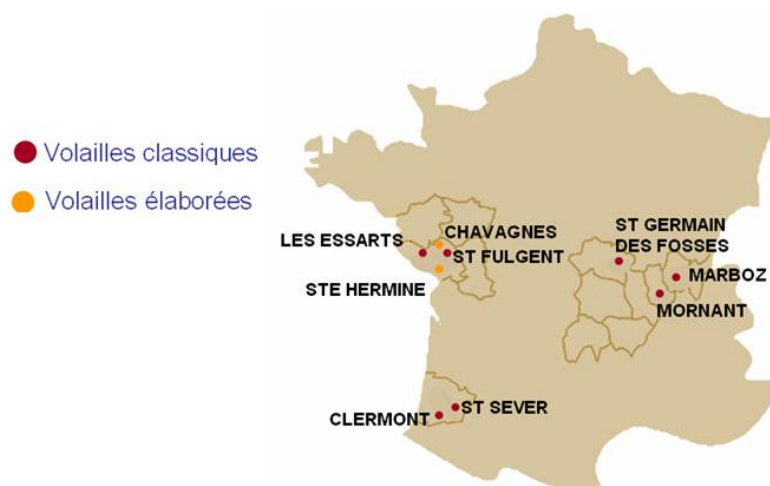 Volailles classiques
Volailles élaborées
CHAVAGNES
LES ESSARTS
ST FULGENT
STE HERMINE
ST GERMAIN
DES FOSSES
MARBOZ
MORNANT
ST SEVER
CLERMONT